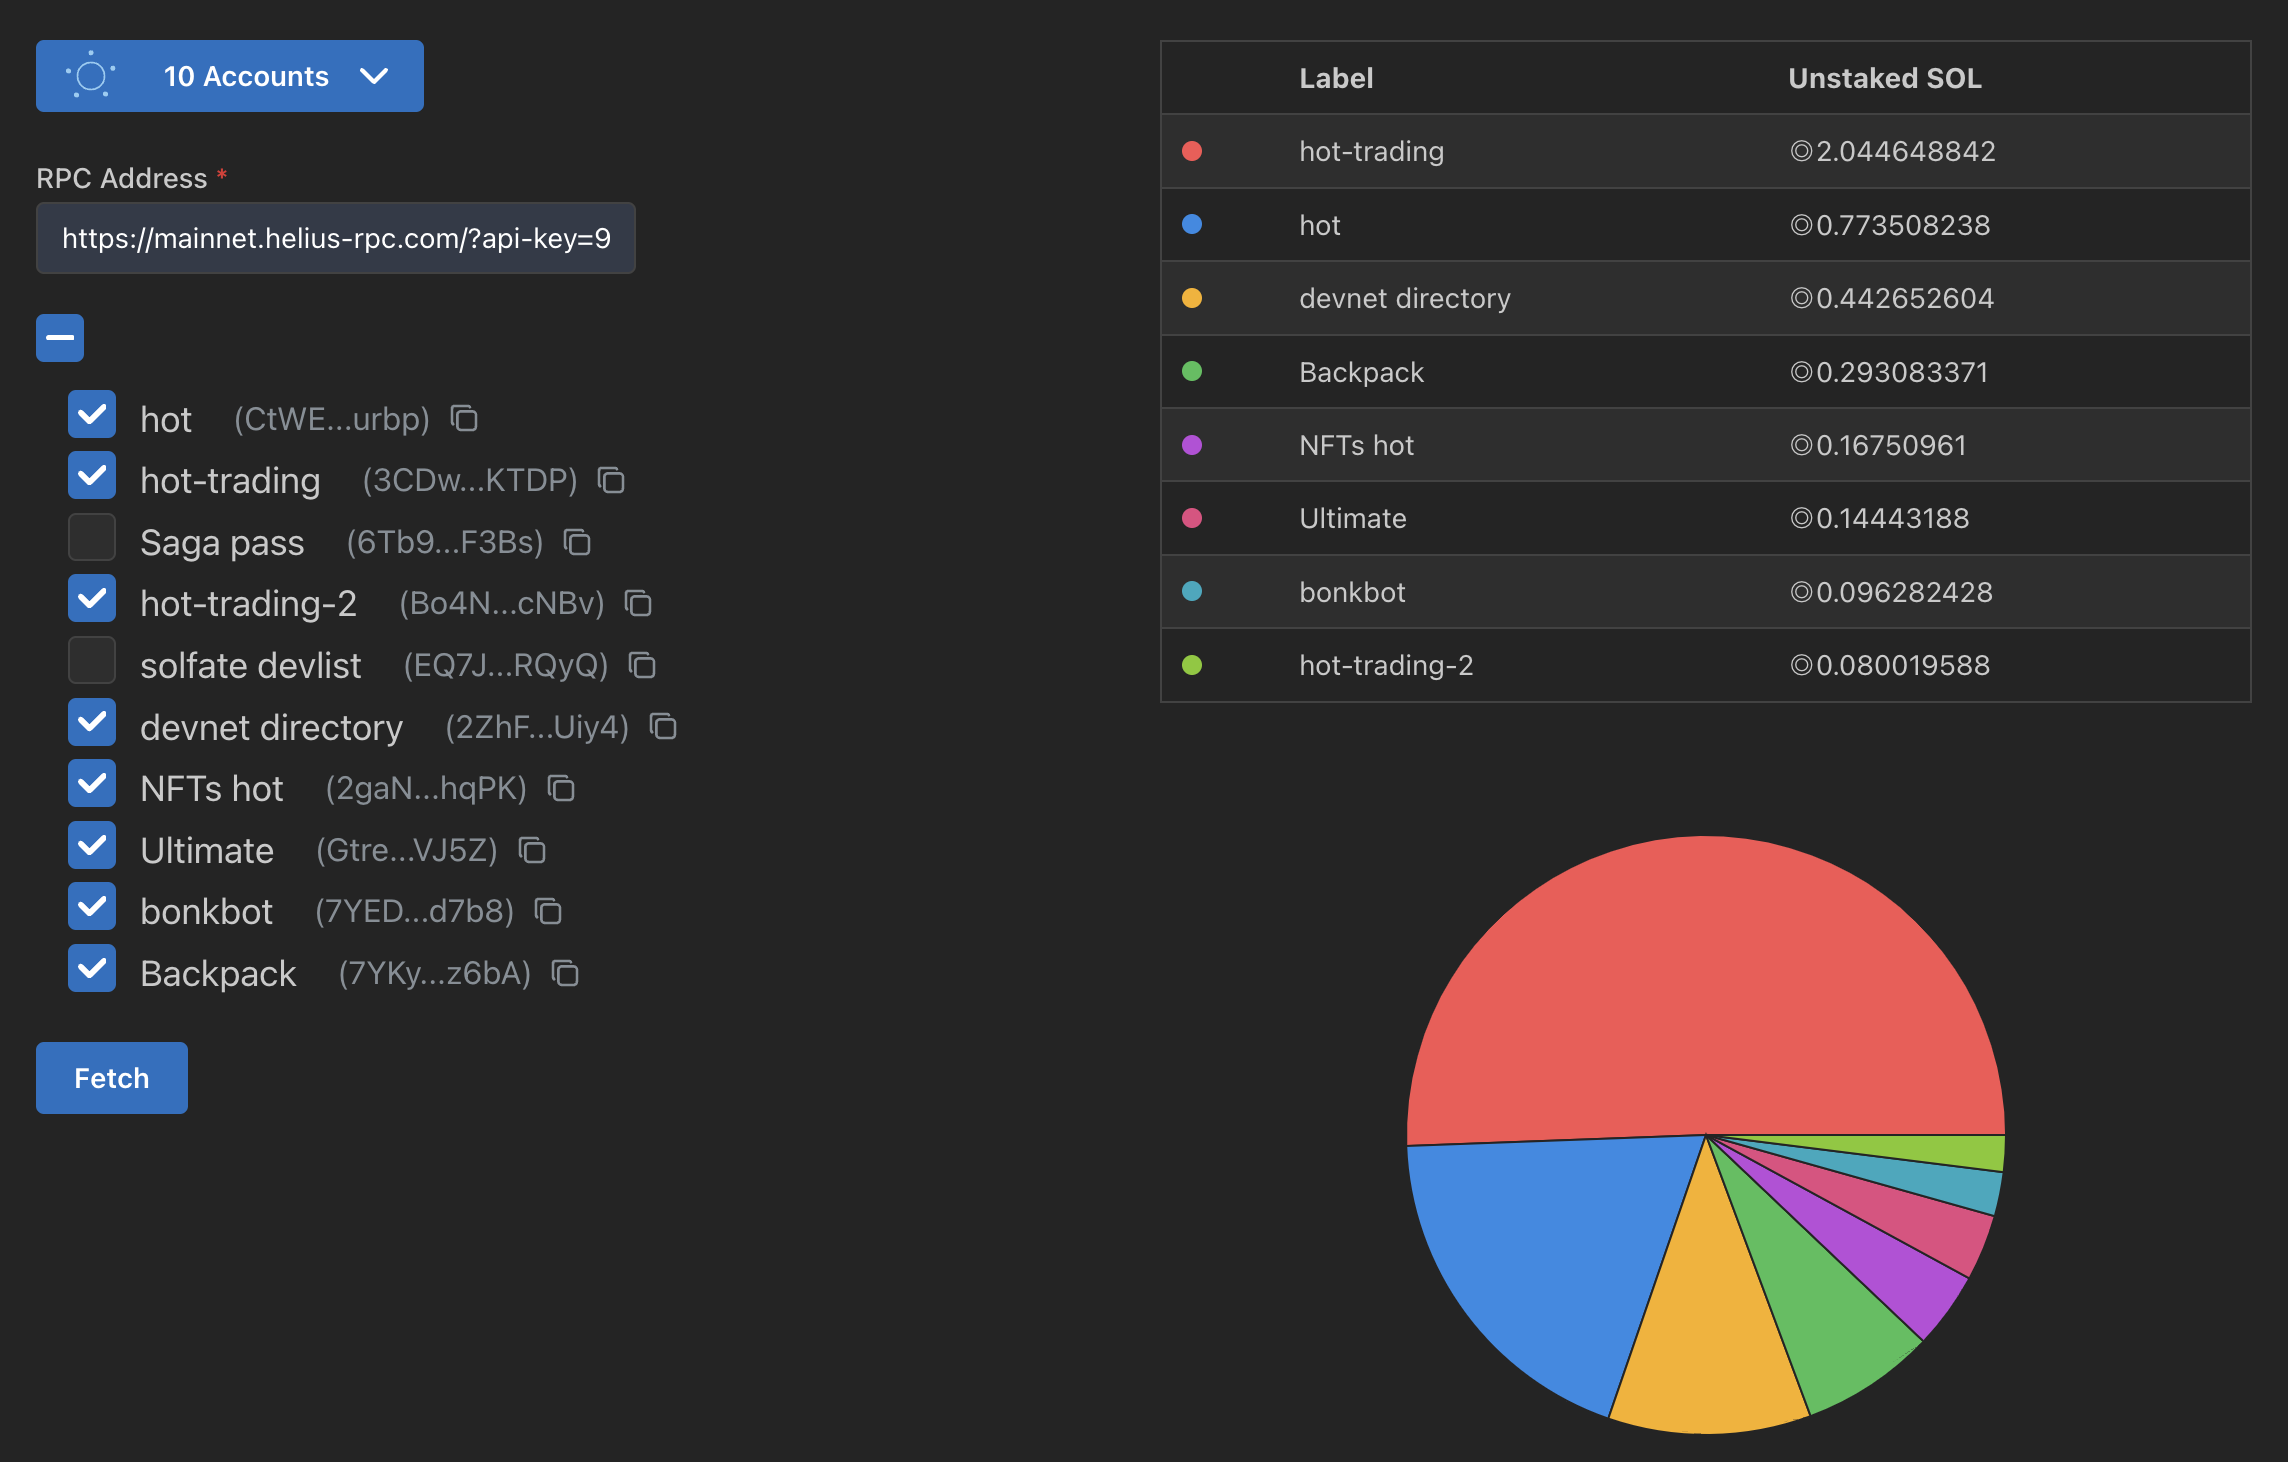 10 Accounts
RPC Address *
https://mainnet.helius-rpc.com/?api-key=9
hot (CtWE...urbp)
hot-trading (3CDw...KTDP)
Saga pass (6Tb9...F3Bs)
hot-trading-2 (Bo4N...cNBv)
solfate devlist (EQ7J...RQyQ)
devnet directory (2ZhF...Uiy4)
NFTs hot (2gaN...hqPK)
Ultimate (Gtre...VJ5Z)
bonkbot (7YED...d7b8)
Backpack (7YKy...z6bA)
Fetch
Label Unstaked SOL
hot-trading ◎2.044648842
hot ◎0.773508238
devnet directory ◎0.442652604
Backpack ◎0.293083371
NFTs hot ◎0.16750961
Ultimate ◎0.14443188
bonkbot ◎0.096282428
hot-trading-2 ◎0.080019588